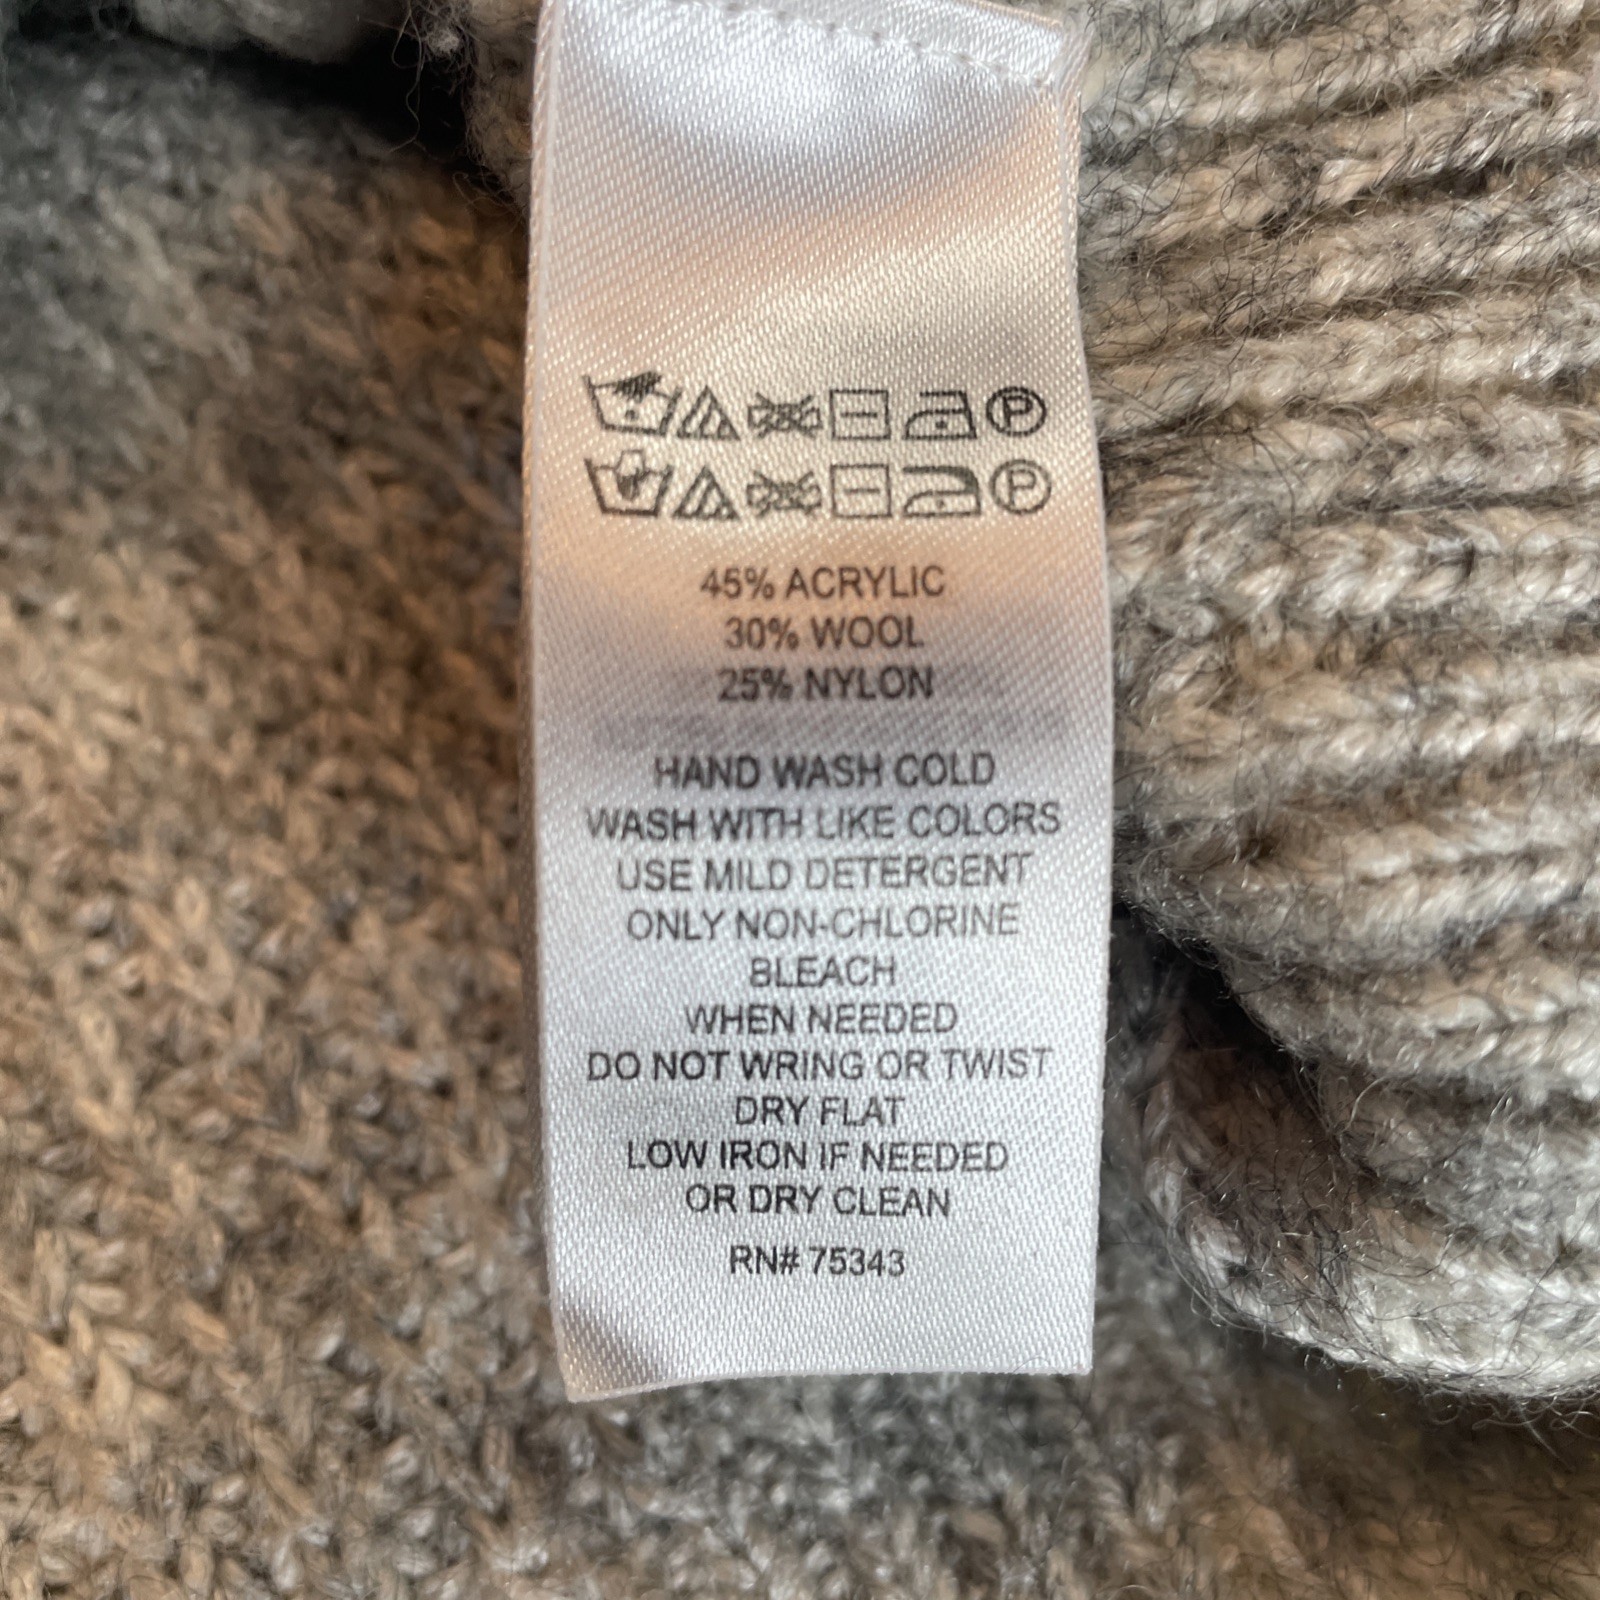 45% ACRYLIC
30% WOOL
25% NYLON
HAND WASH COLD
WASH WITH LIKE COLORS
USE MILD DETERGENT
ONLY NON-CHLORINE
BLEACH
WHEN NEEDED
DO NOT WRING OR TWIST
DRY FLAT
LOW IRON IF NEEDED
OR DRY CLEAN
RN# 75343